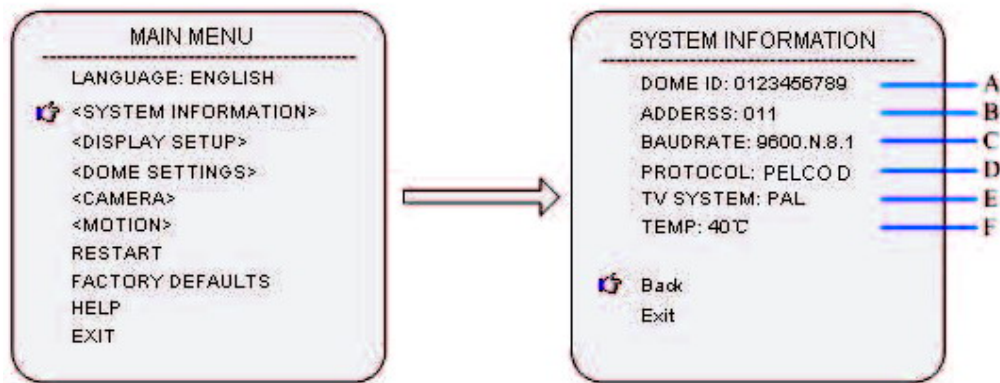 MAIN MENU
LANGUAGE: ENGLISH
<SYSTEM INFORMATION>
<DISPLAY SETUP>
<DOME SETTINGS>
<CAMERA>
<MOTION>
RESTART
FACTORY DEFAULTS
HELP
EXIT
SYSTEM INFORMATION
DOME ID: 0123456789 A
ADDERSS: 011 B
BAUDRATE: 9600.N.8.1 C
PROTOCOL: PELCO D D
TV SYSTEM: PAL E
TEMP: 40℃ F
Back
Exit